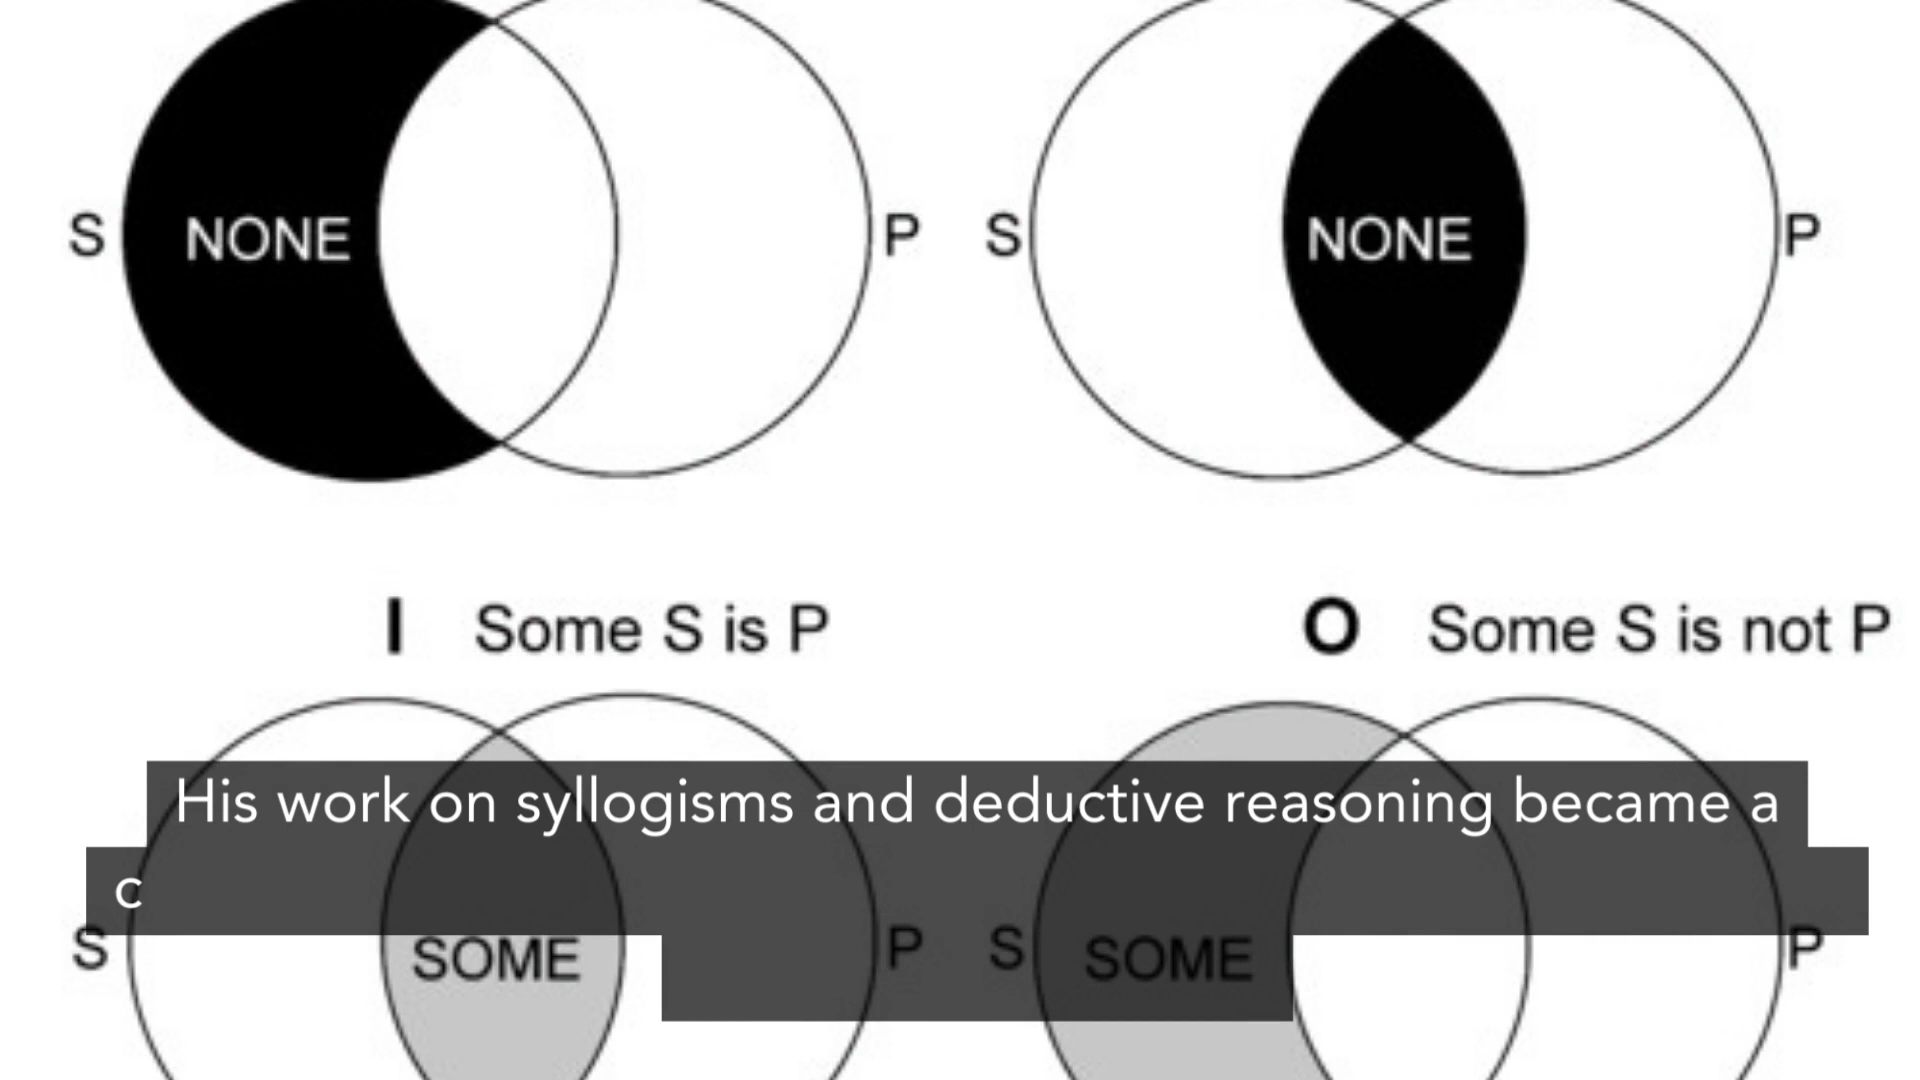 S NONE P S NONE P
I Some S is P O Some S is not P
His work on syllogisms and deductive reasoning became a
c
S SOME P S SOME P